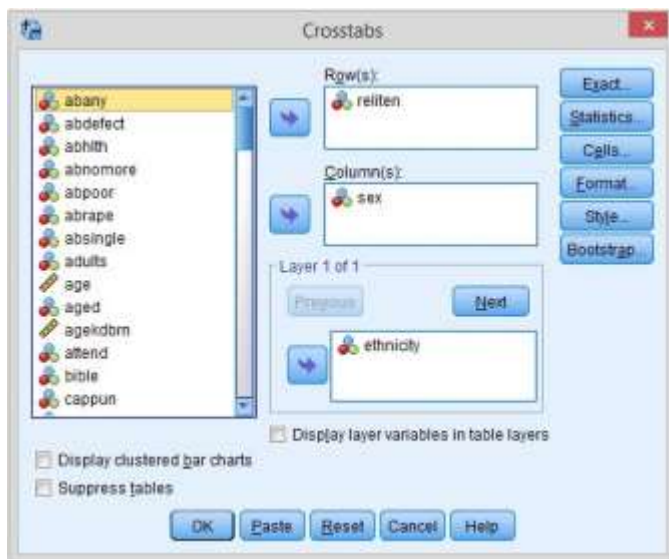 Crosstabs
abany
abdefect
abhlth
abnomore
abpoor
abrape
absingle
adults
age
aged
agekdbrn
attend
bible
cappun
Row(s):
reliten
Column(s):
sex
Layer 1 of 1
Previous
Next
ethnicity
Display layer variables in table layers
Exact...
Statistics...
Cells...
Format...
Style...
Bootstrap...
Display clustered bar charts
Suppress tables
OK Paste Reset Cancel Help